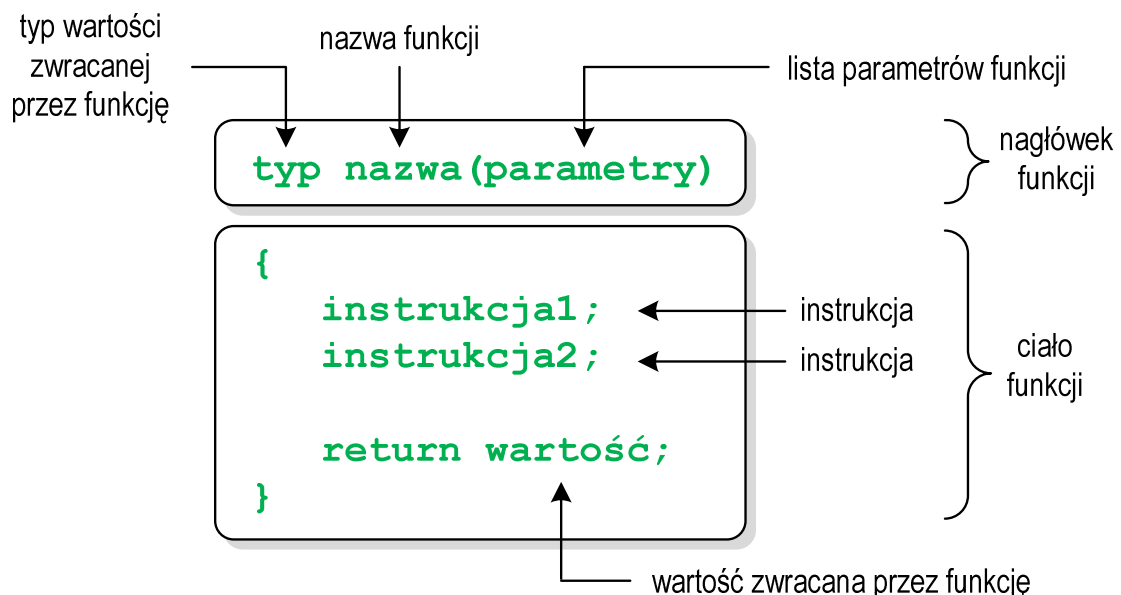 typ wartości
zwracanej
przez funkcję
nazwa funkcji
lista parametrów funkcji
typ nazwa(parametry)
nagłówek
funkcji
{
instrukcja1;
instrukcja
instrukcja2;
instrukcja
ciało
funkcji
return wartość;
}
wartość zwracana przez funkcję